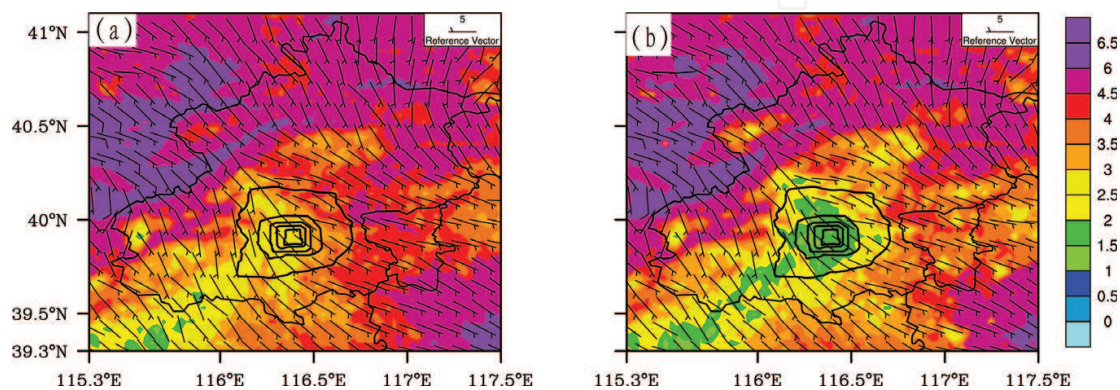 (a)
5
Reference Vector
(b)
5
Reference Vector
41°N
40.5°N
40°N
39.5°N
39.3°N
115.3°E
116°E
116.5°E
117°E
117.5°E
115.3°E
116°E
116.5°E
117°E
117.5°E
6.5
6
4.5
4
3.5
3
2.5
2
1.5
1
0.5
0